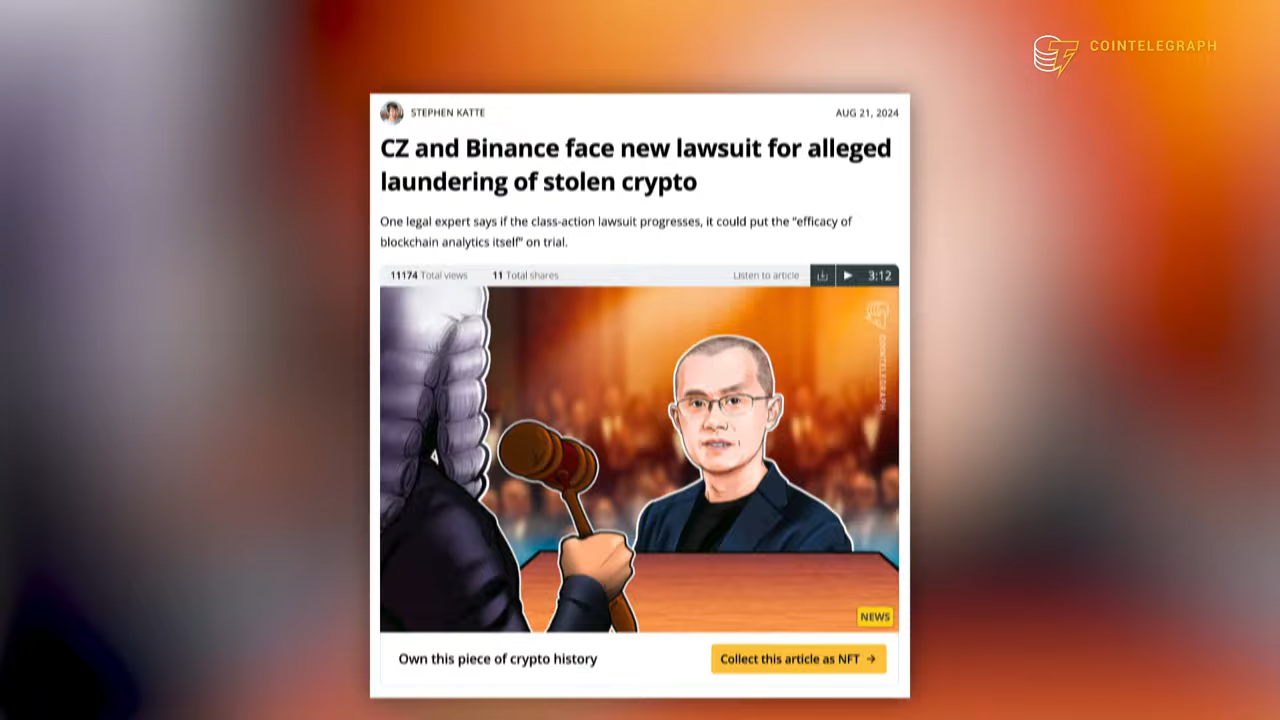 COINTELEGRAPH
STEPHEN KATTE
AUG 21, 2024
CZ and Binance face new lawsuit for alleged
laundering of stolen crypto
One legal expert says if the class-action lawsuit progresses, it could put the “efficacy of
blockchain analytics itself” on trial.
11174 Total views 11 Total shares Listen to article 3:12
COINTELEGRAPH
NEWS
Own this piece of crypto history
Collect this article as NFT →